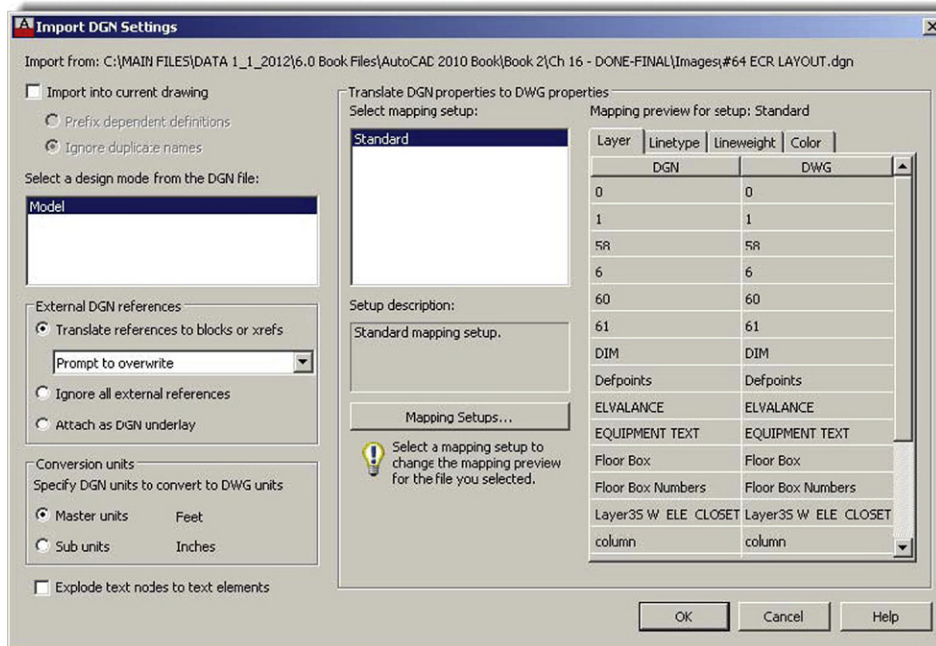 Import DGN Settings
Import from: C:\MAIN FILES\DATA 1_1_2012\6.0 Book Files\AutoCAD 2010 Book\Book 2\Ch 16 - DONE-FINAL\Images\#64 ECR LAYOUT.dgn
Import into current drawing
Prefix dependent definitions
Ignore duplicate names
Select a design mode from the DGN file:
Model
External DGN references
Translate references to blocks or xrefs
Prompt to overwrite
Ignore all external references
Attach as DGN underlay
Conversion units
Specify DGN units to convert to DWG units
Master units Feet
Sub units Inches
Explode text nodes to text elements
Translate DGN properties to DWG properties
Select mapping setup:
Standard
Setup description:
Standard mapping setup.
Mapping Setups...
Select a mapping setup to
change the mapping preview
for the file you selected.
Mapping preview for setup: Standard
Layer Linetype Lineweight Color
DGN DWG
0 0
1 1
58 58
6 6
60 60
61 61
DIM DIM
Defpoints Defpoints
ELVALANCE ELVALANCE
EQUIPMENT TEXT EQUIPMENT TEXT
Floor Box Floor Box
Floor Box Numbers Floor Box Numbers
Layer35 W ELE CLOSET Layer35 W ELE CLOSET
column column
OK Cancel Help